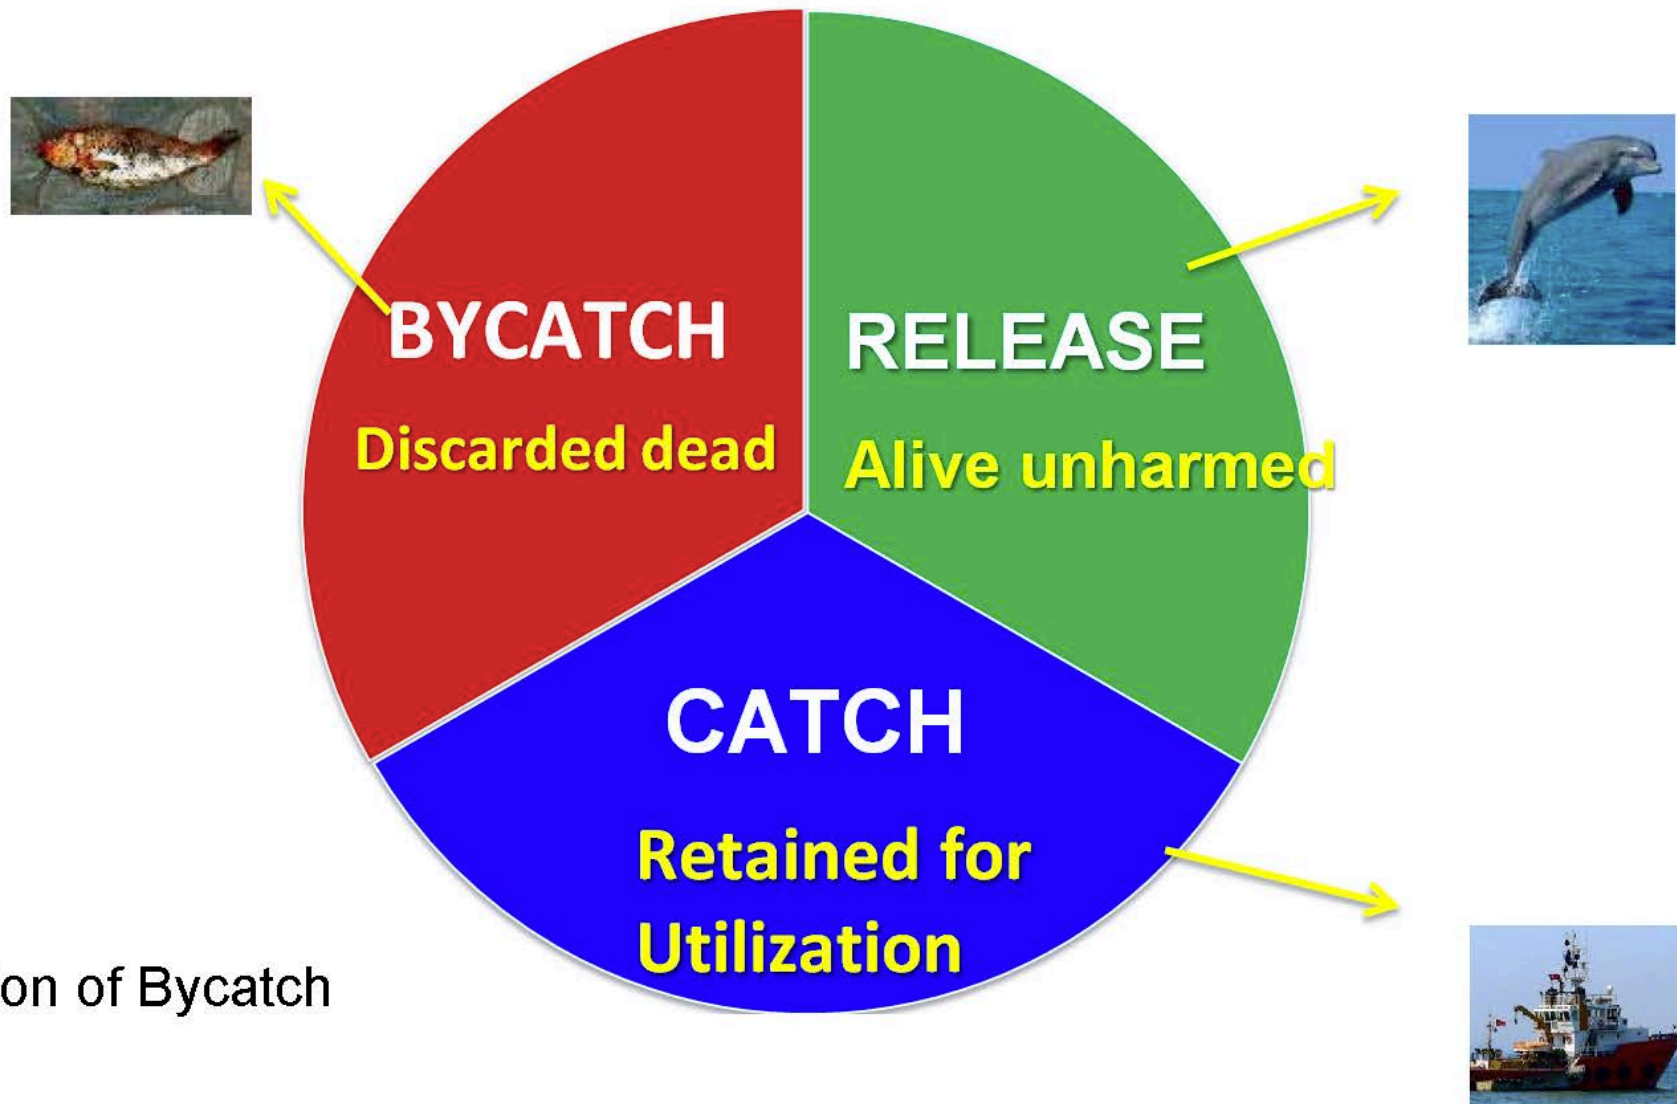 BYCATCH
Discarded dead
RELEASE
Alive unharmed
CATCH
Retained for
Utilization
on of Bycatch